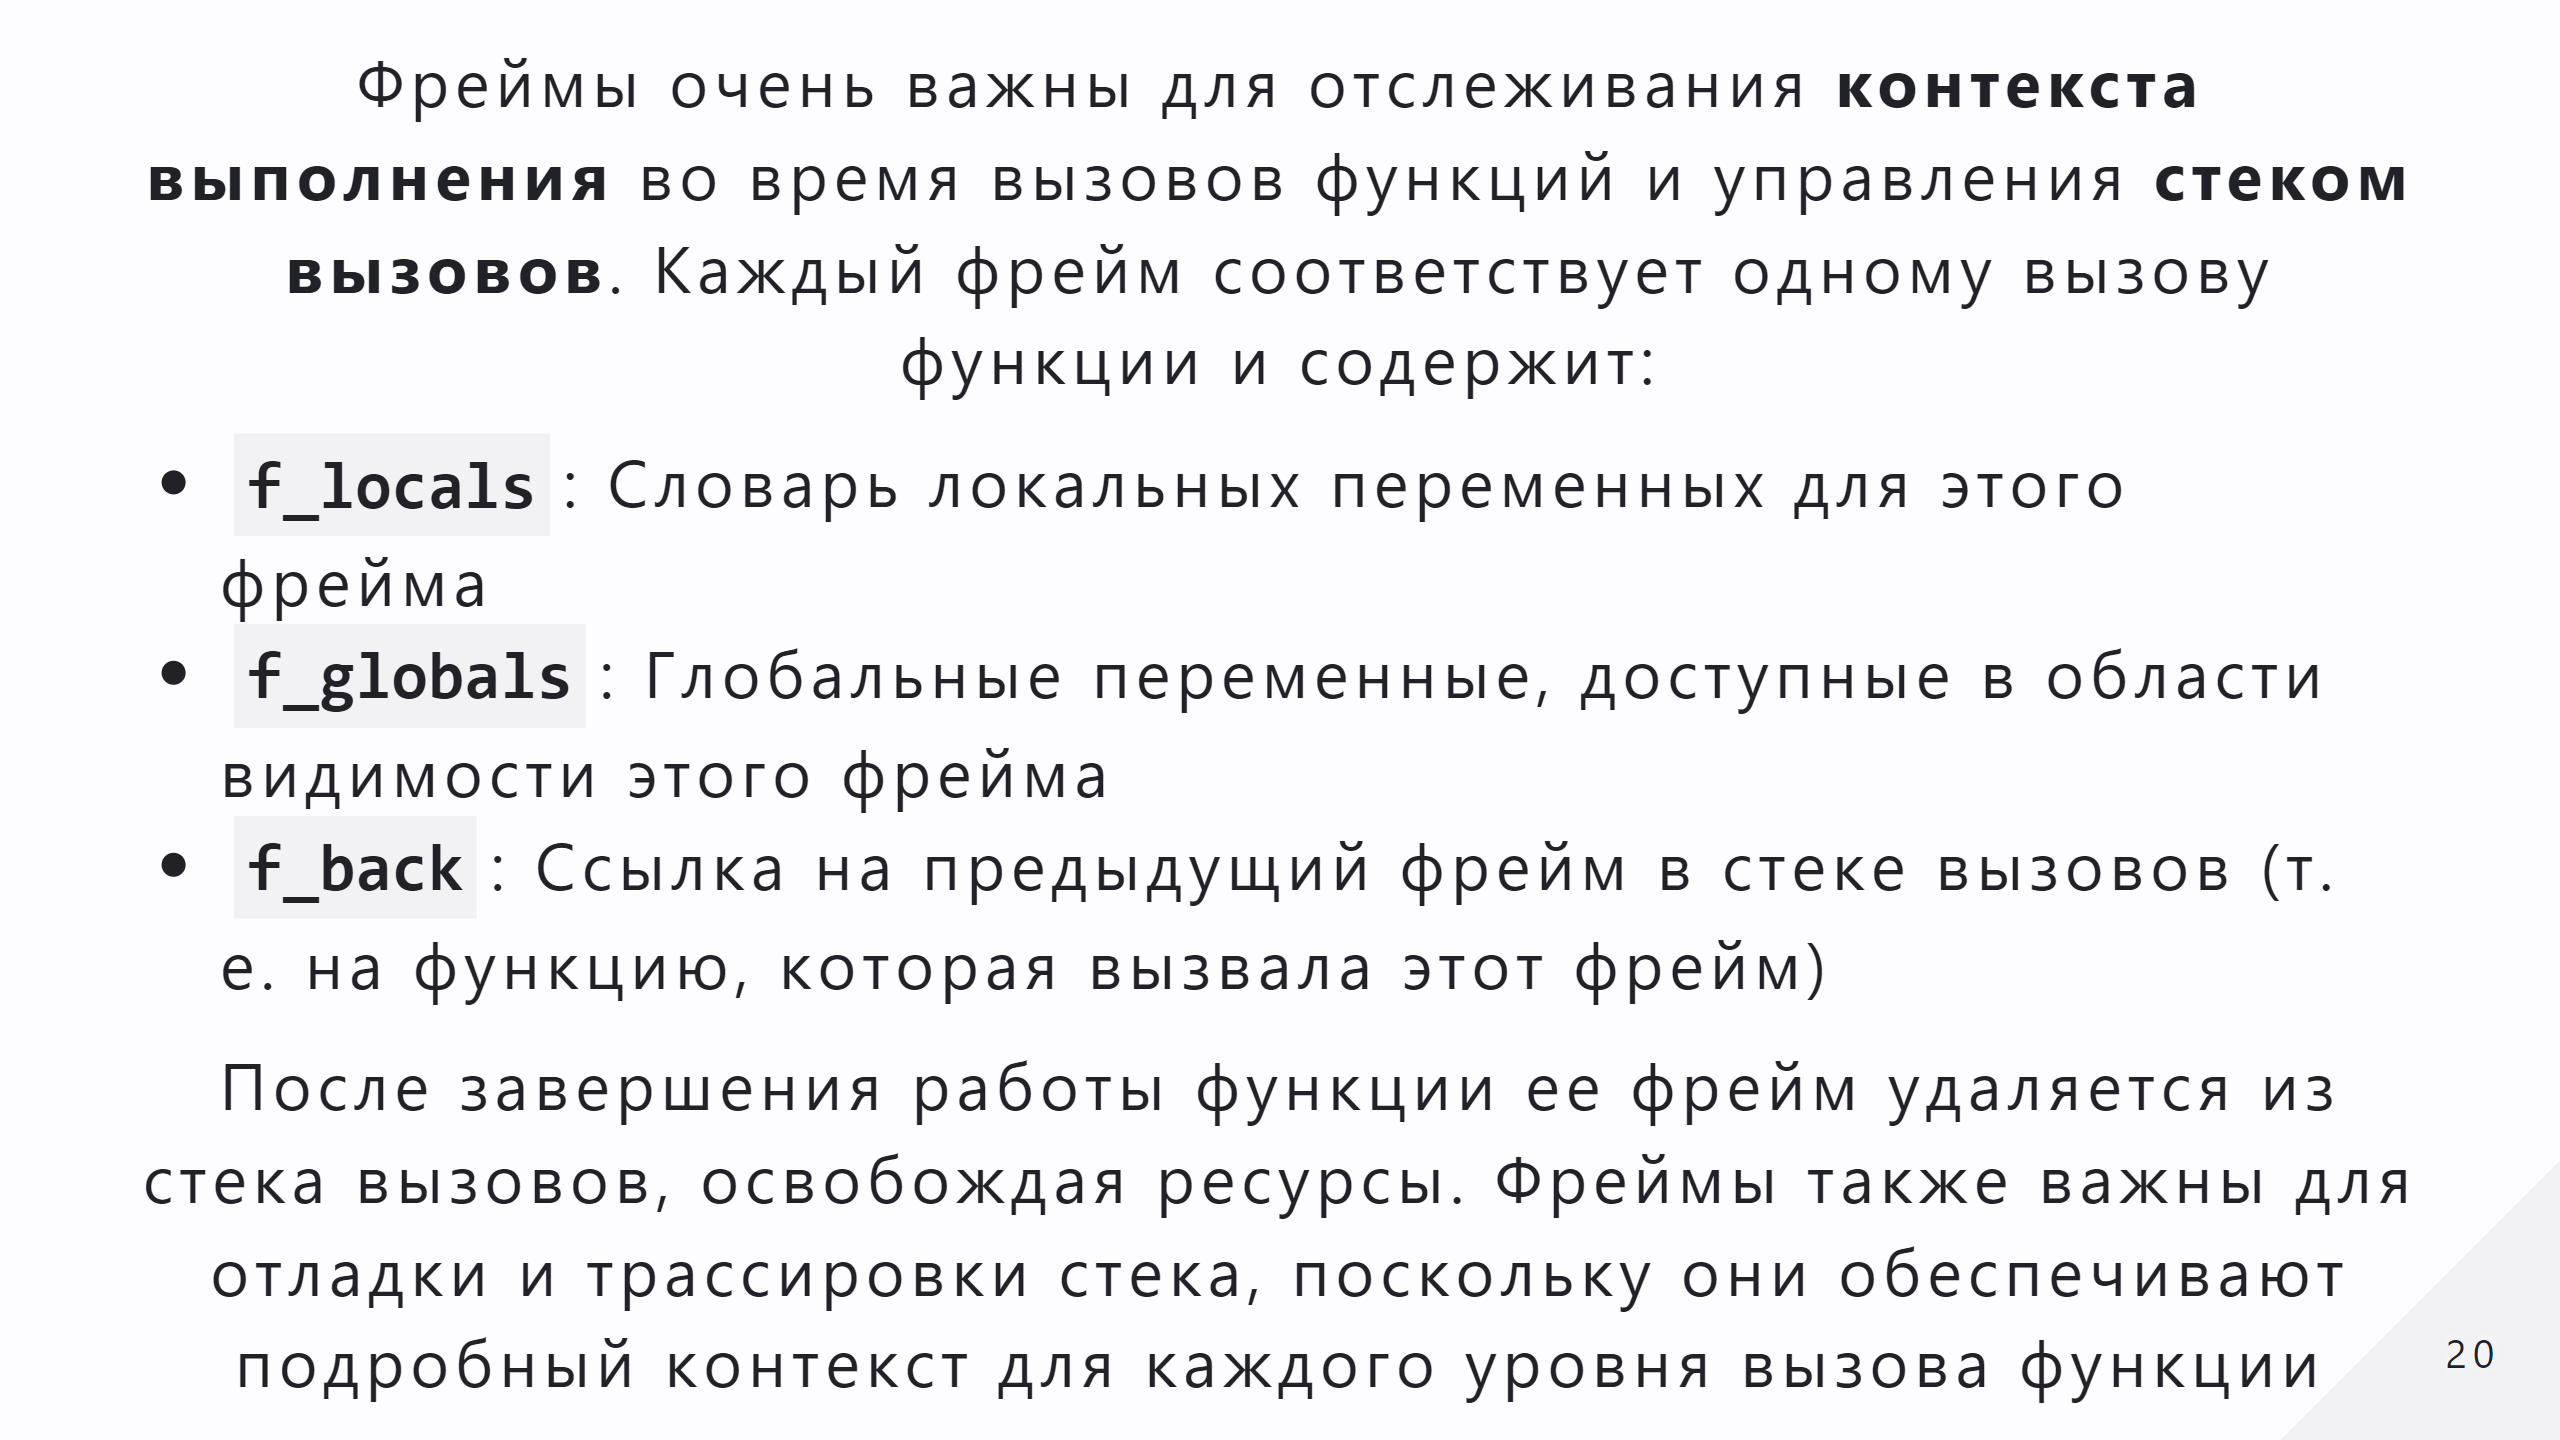 Фреймы очень важны для отслеживания контекста
выполнения во время вызовов функций и управления стеком
вызовов. Каждый фрейм соответствует одному вызову
функции и содержит:
• f_locals: Словарь локальных переменных для этого
фрейма
• f_globals: Глобальные переменные, доступные в области
видимости этого фрейма
• f_back: Ссылка на предыдущий фрейм в стеке вызовов (т.
е. на функцию, которая вызвала этот фрейм)
После завершения работы функции ее фрейм удаляется из
стека вызовов, освобождая ресурсы. Фреймы также важны для
отладки и трассировки стека, поскольку они обеспечивают
подробный контекст для каждого уровня вызова функции
20